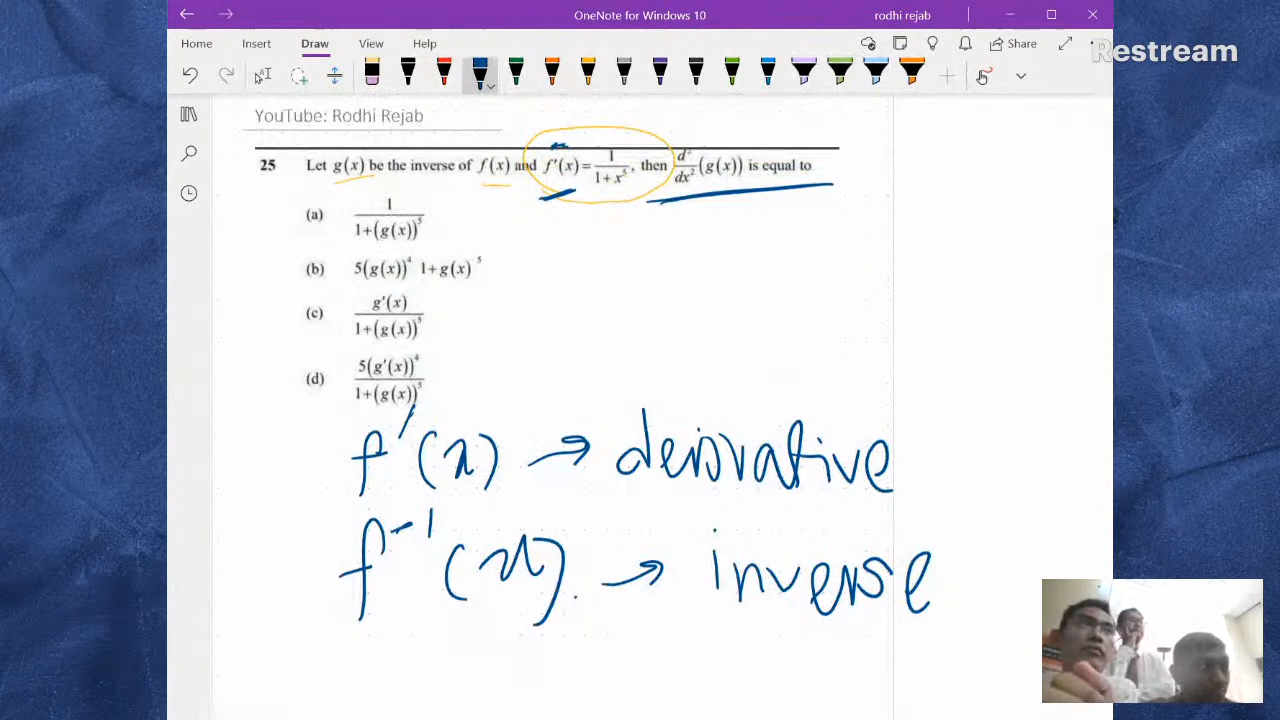 OneNote for Windows 10
rodhi rejab
Home Insert Draw View Help
Share
Restream
YouTube: Rodhi Rejab
25 Let g(x) be the inverse of f(x) and f'(x) = 1/(1+x⁵), then d²/dx² (g(x)) is equal to
(a) 1/(1+(g(x))⁵)
(b) 5(g(x))⁴ 1+g(x) ⁵
(c) g'(x)/(1+(g(x))⁵)
(d) 5(g'(x))⁴/(1+(g(x))⁵)
f'(x) → derivative
f⁻¹(x). → inverse